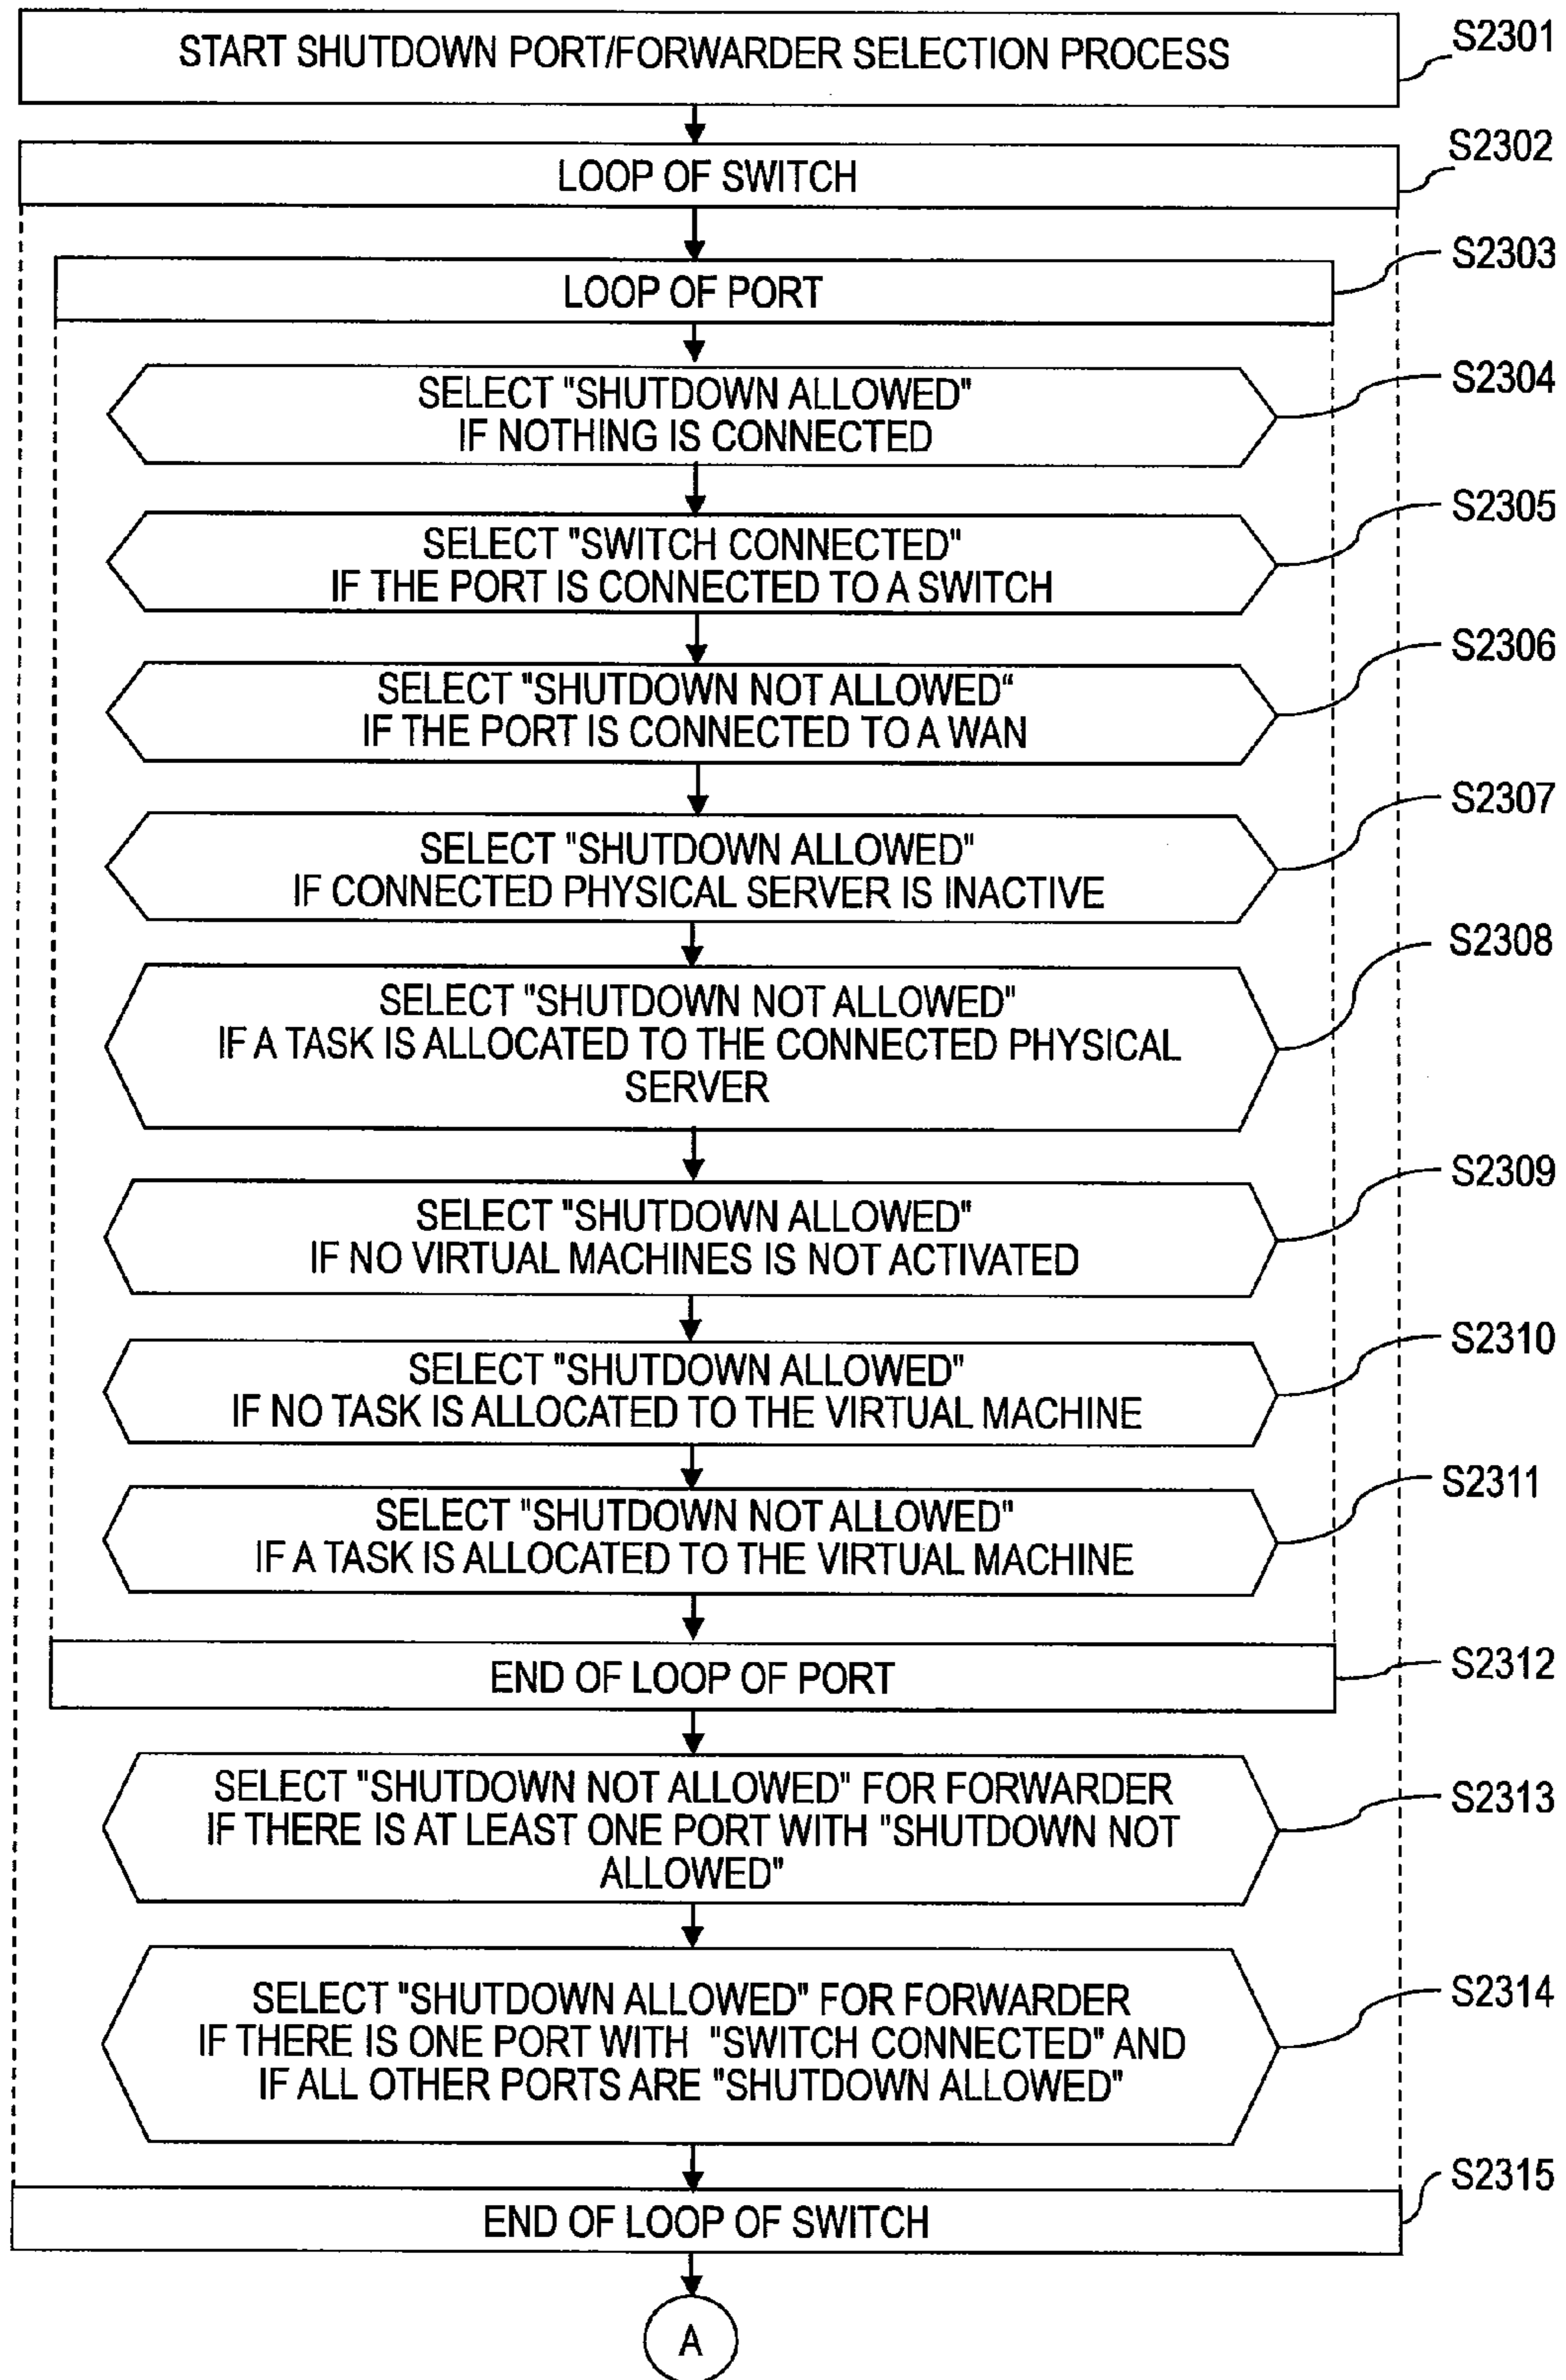 START SHUTDOWN PORT/FORWARDER SELECTION PROCESS
S2301
LOOP OF SWITCH
S2302
LOOP OF PORT
S2303
SELECT "SHUTDOWN ALLOWED"
IF NOTHING IS CONNECTED
S2304
SELECT "SWITCH CONNECTED"
IF THE PORT IS CONNECTED TO A SWITCH
S2305
SELECT "SHUTDOWN NOT ALLOWED"
IF THE PORT IS CONNECTED TO A WAN
S2306
SELECT "SHUTDOWN ALLOWED"
IF CONNECTED PHYSICAL SERVER IS INACTIVE
S2307
SELECT "SHUTDOWN NOT ALLOWED"
IF A TASK IS ALLOCATED TO THE CONNECTED PHYSICAL
SERVER
S2308
SELECT "SHUTDOWN ALLOWED"
IF NO VIRTUAL MACHINES IS NOT ACTIVATED
S2309
SELECT "SHUTDOWN ALLOWED"
IF NO TASK IS ALLOCATED TO THE VIRTUAL MACHINE
S2310
SELECT "SHUTDOWN NOT ALLOWED"
IF A TASK IS ALLOCATED TO THE VIRTUAL MACHINE
S2311
END OF LOOP OF PORT
S2312
SELECT "SHUTDOWN NOT ALLOWED" FOR FORWARDER
IF THERE IS AT LEAST ONE PORT WITH "SHUTDOWN NOT
ALLOWED"
S2313
SELECT "SHUTDOWN ALLOWED" FOR FORWARDER
IF THERE IS ONE PORT WITH "SWITCH CONNECTED" AND
IF ALL OTHER PORTS ARE "SHUTDOWN ALLOWED"
S2314
END OF LOOP OF SWITCH
S2315
A